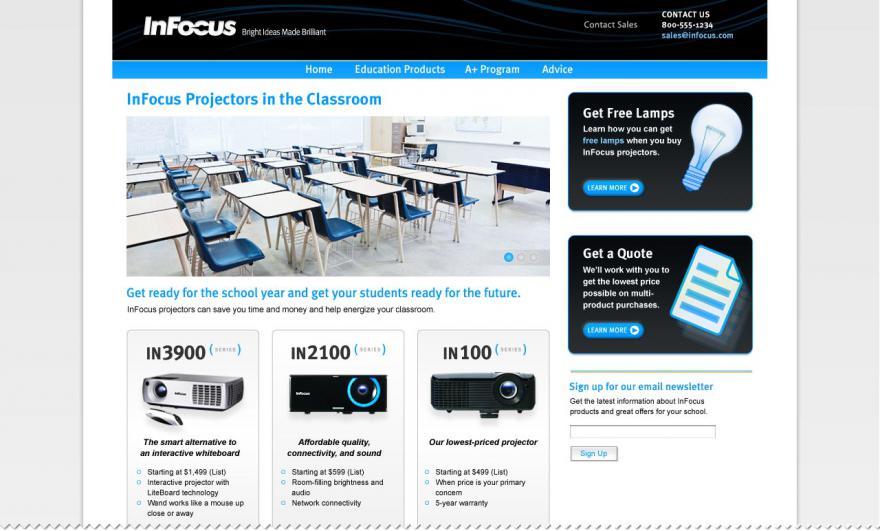 InFocus Bright Ideas Made Brilliant
Contact Sales
CONTACT US
800-555-1234
sales@infocus.com
Home Education Products A+ Program Advice
InFocus Projectors in the Classroom
Get ready for the school year and get your students ready for the future.
InFocus projectors can save you time and money and help energize your classroom.
IN3900 (SERIES)
InFocus
The smart alternative to
an interactive whiteboard
Starting at $1,499 (List)
Interactive projector with
LiteBoard technology
Wand works like a mouse up
close or away
IN2100 (SERIES)
InFocus
Affordable quality,
connectivity, and sound
Starting at $599 (List)
Room-filling brightness and
audio
Network connectivity
IN100 (SERIES)
Our lowest-priced projector
Starting at $499 (List)
When price is your primary
concern
5-year warranty
Get Free Lamps
Learn how you can get
free lamps when you buy
InFocus projectors.
LEARN MORE
Get a Quote
We'll work with you to
get the lowest price
possible on multi-
product purchases.
LEARN MORE
Sign up for our email newsletter
Get the latest information about InFocus
products and great offers for your school.
Sign Up